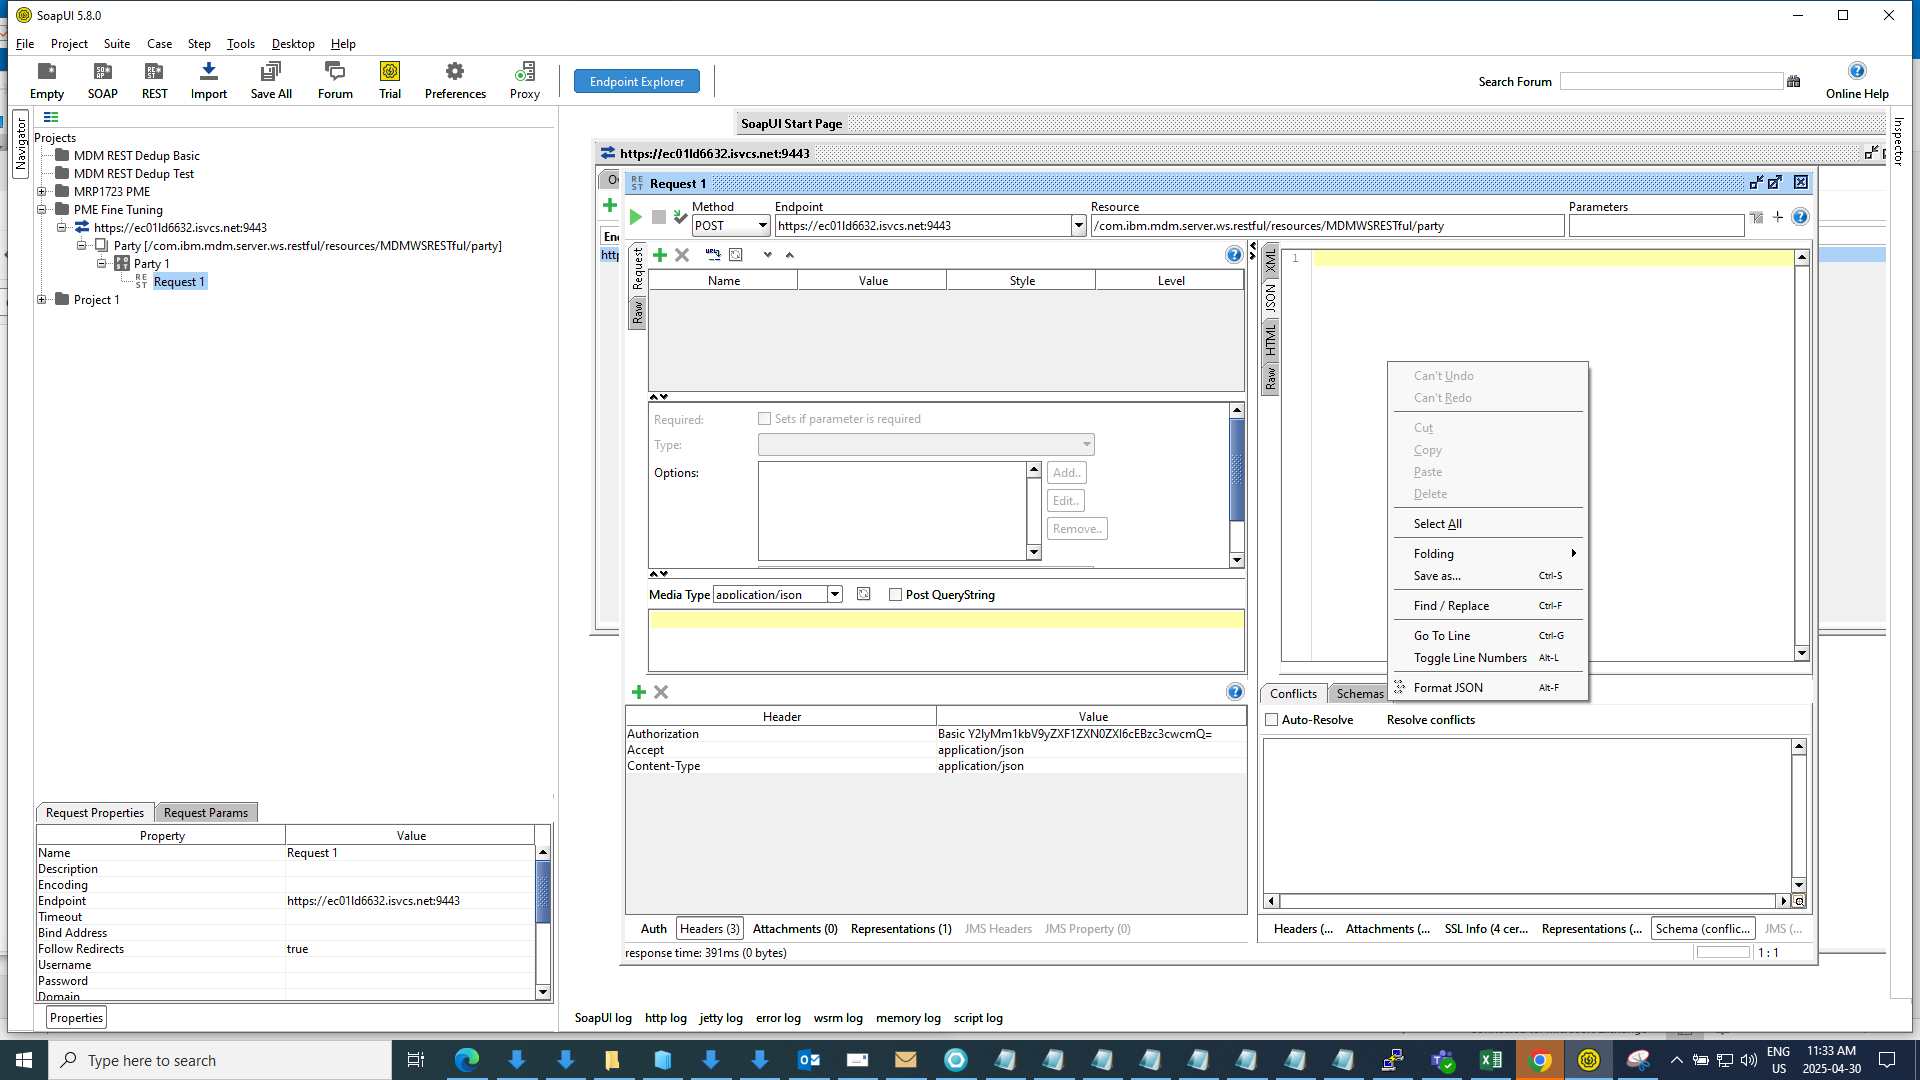 SoapUI 5.8.0
File Project Suite Case Step Tools Desktop Help
Empty SOAP REST Import Save All Forum Trial Preferences Proxy Endpoint Explorer Search Forum Online Help
Navigator
Inspector
Projects
MDM REST Dedup Basic
MDM REST Dedup Test
MRP1723 PME
PME Fine Tuning
https://ec01ld6632.isvcs.net:9443
Party [/com.ibm.mdm.server.ws.restful/resources/MDMWSRESTful/party]
Party 1
Request 1
Project 1
SoapUI Start Page
https://ec01ld6632.isvcs.net:9443
Request 1
Method Endpoint Resource Parameters
POST https://ec01ld6632.isvcs.net:9443 /com.ibm.mdm.server.ws.restful/resources/MDMWSRESTful/party
Request
Raw
Name Value Style Level
Required: Sets if parameter is required
Type:
Options:
Add..
Edit..
Remove..
Media Type application/json Post QueryString
Header Value
Authorization Basic Y2lyMm1kbV9yZXF1ZXN0ZXI6cEBzc3cwcmQ=
Accept application/json
Content-Type application/json
Auth Headers (3) Attachments (0) Representations (1) JMS Headers JMS Property (0)
response time: 391ms (0 bytes)
XML
JSON
HTML
Raw
1
Can't Undo
Can't Redo
Cut
Copy
Paste
Delete
Select All
Folding
Save as... Ctrl-S
Find / Replace Ctrl-F
Go To Line Ctrl-G
Toggle Line Numbers Alt-L
Format JSON Alt-F
Conflicts Schemas
Auto-Resolve Resolve conflicts
Headers (... Attachments (... SSL Info (4 cer... Representations (... Schema (conflic... JMS (...
1 : 1
Request Properties Request Params
Property Value
Name Request 1
Description
Encoding
Endpoint https://ec01ld6632.isvcs.net:9443
Timeout
Bind Address
Follow Redirects true
Username
Password
Domain
Properties
SoapUI log http log jetty log error log wsrm log memory log script log
Type here to search
ENG
US
11:33 AM
2025-04-30